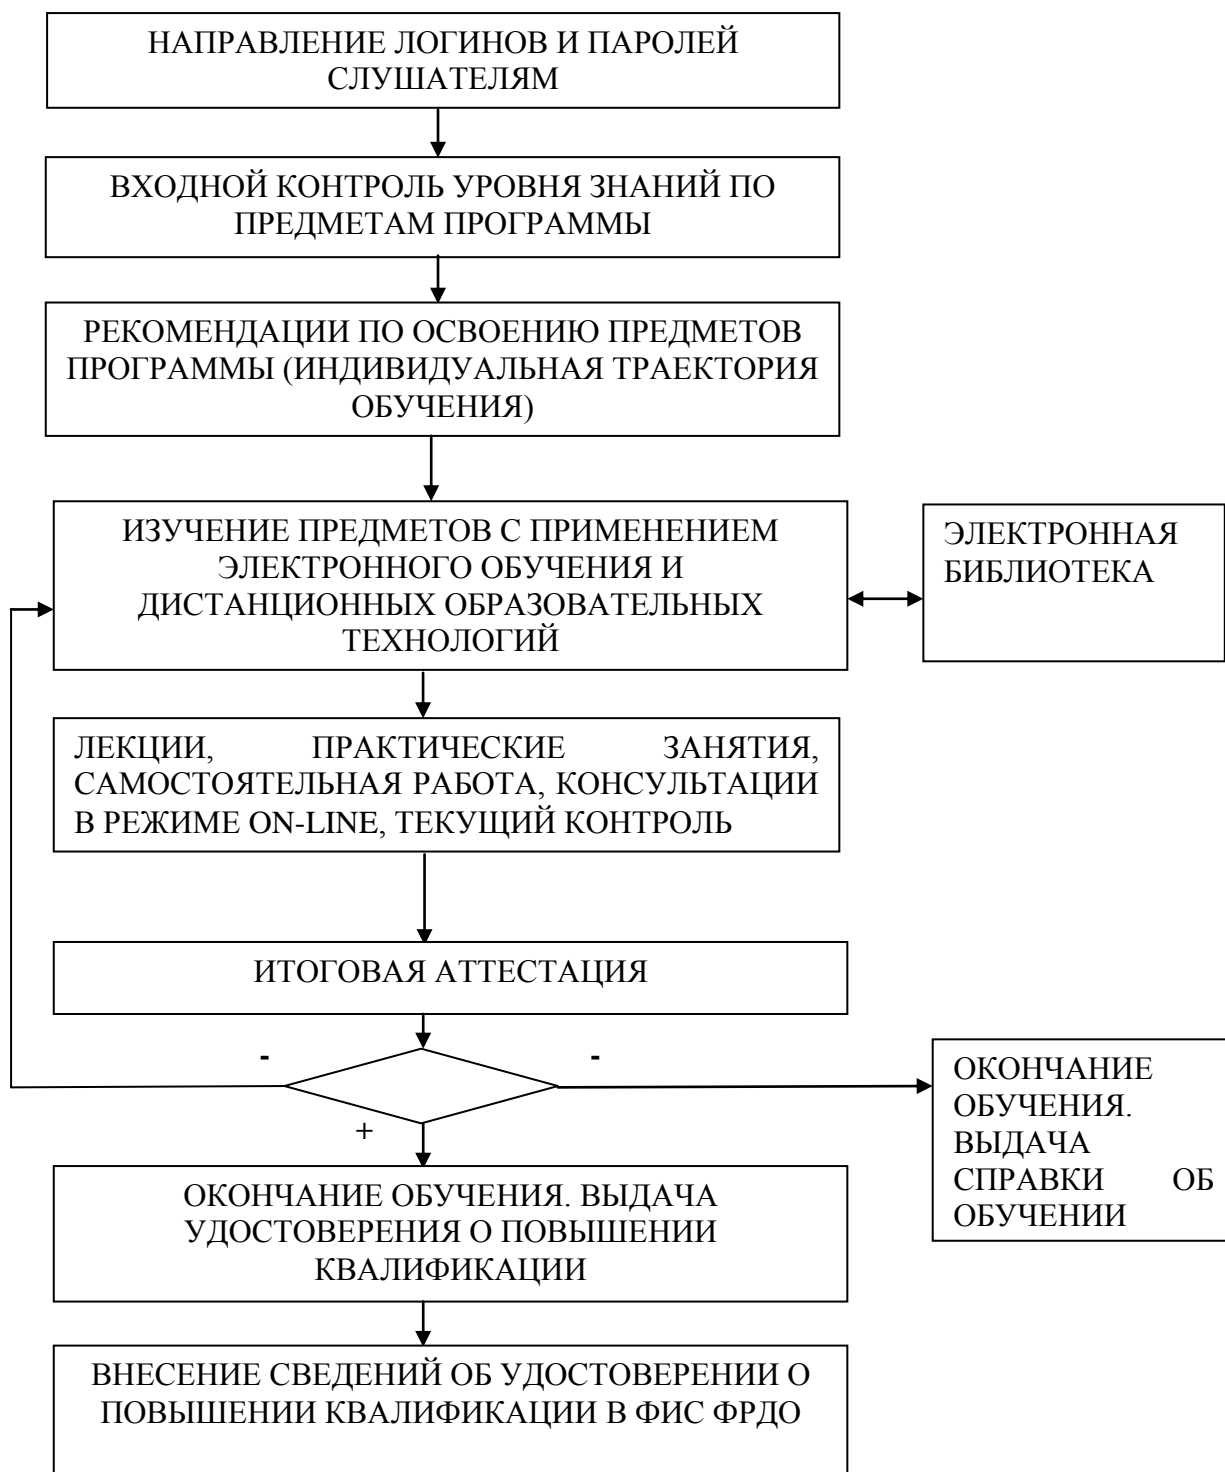 НАПРАВЛЕНИЕ ЛОГИНОВ И ПАРОЛЕЙ
СЛУШАТЕЛЯМ
ВХОДНОЙ КОНТРОЛЬ УРОВНЯ ЗНАНИЙ ПО
ПРЕДМЕТАМ ПРОГРАММЫ
РЕКОМЕНДАЦИИ ПО ОСВОЕНИЮ ПРЕДМЕТОВ
ПРОГРАММЫ (ИНДИВИДУАЛЬНАЯ ТРАЕКТОРИЯ
ОБУЧЕНИЯ)
ИЗУЧЕНИЕ ПРЕДМЕТОВ С ПРИМЕНЕНИЕМ
ЭЛЕКТРОННОГО ОБУЧЕНИЯ И
ДИСТАНЦИОННЫХ ОБРАЗОВАТЕЛЬНЫХ
ТЕХНОЛОГИЙ
ЭЛЕКТРОННАЯ
БИБЛИОТЕКА
ЛЕКЦИИ, ПРАКТИЧЕСКИЕ ЗАНЯТИЯ,
САМОСТОЯТЕЛЬНАЯ РАБОТА, КОНСУЛЬТАЦИИ
В РЕЖИМЕ ON-LINE, ТЕКУЩИЙ КОНТРОЛЬ
ИТОГОВАЯ АТТЕСТАЦИЯ
-
-
+
ОКОНЧАНИЕ
ОБУЧЕНИЯ.
ВЫДАЧА
СПРАВКИ ОБ
ОБУЧЕНИИ
ОКОНЧАНИЕ ОБУЧЕНИЯ. ВЫДАЧА
УДОСТОВЕРЕНИЯ О ПОВЫШЕНИИ
КВАЛИФИКАЦИИ
ВНЕСЕНИЕ СВЕДЕНИЙ ОБ УДОСТОВЕРЕНИИ О
ПОВЫШЕНИИ КВАЛИФИКАЦИИ В ФИС ФРДО